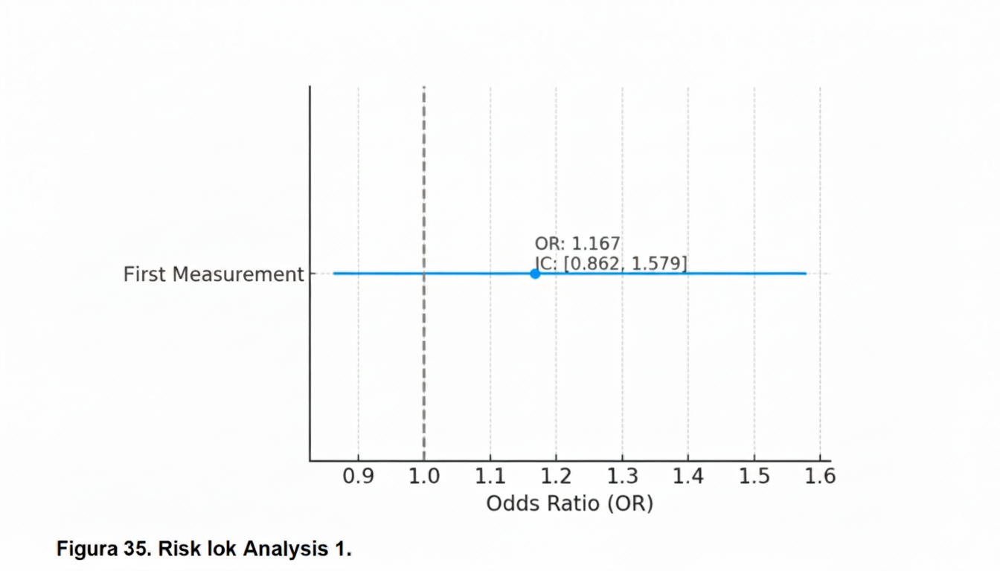 OR: 1.167
IC: [0.862, 1.579]
First Measurement
0.9 1.0 1.1 1.2 1.3 1.4 1.5 1.6
Odds Ratio (OR)
Figura 35. Risk lok Analysis 1.